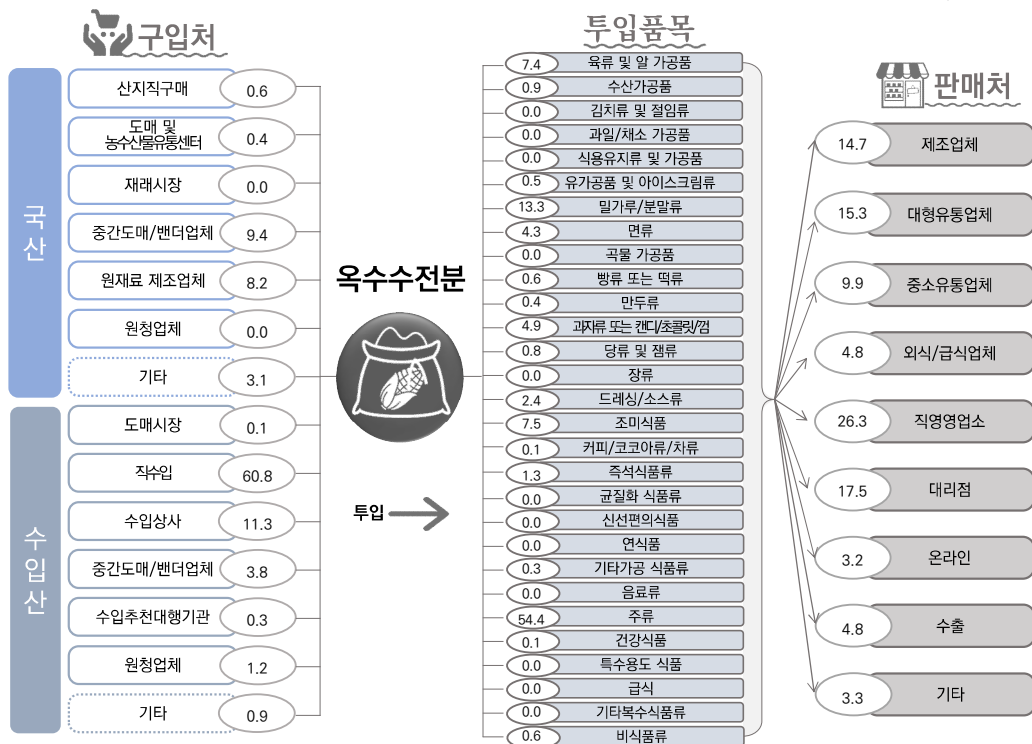 구입처
국산
산지직구매 0.6
도매 및
농수산물유통센터 0.4
재래시장 0.0
중간도매/밴더업체 9.4
원재료 제조업체 8.2
원청업체 0.0
기타 3.1
수입산
도매시장 0.1
직수입 60.8
수입상사 11.3
중간도매/밴더업체 3.8
수입추천대행기관 0.3
원청업체 1.2
기타 0.9
옥수수전분
투입
투입품목
7.4 육류 및 알 가공품
0.9 수산가공품
0.0 김치류 및 절임류
0.0 과일/채소 가공품
0.0 식용유지류 및 가공품
0.5 유가공품 및 아이스크림류
13.3 밀가루/분말류
4.3 면류
0.0 곡물 가공품
0.6 빵류 또는 떡류
0.4 만두류
4.9 과자류 또는 캔디/초콜릿/껌
0.8 당류 및 잼류
0.0 장류
2.4 드레싱/소스류
7.5 조미식품
0.1 커피/코코아류/차류
1.3 즉석식품류
0.0 균질화 식품류
0.0 신선편의식품
0.0 연식품
0.3 기타가공 식품류
0.0 음료류
54.4 주류
0.1 건강식품
0.0 특수용도 식품
0.0 급식
0.0 기타복수식품류
0.6 비식품류
판매처
14.7 제조업체
15.3 대형유통업체
9.9 중소유통업체
4.8 외식/급식업체
26.3 직영영업소
17.5 대리점
3.2 온라인
4.8 수출
3.3 기타